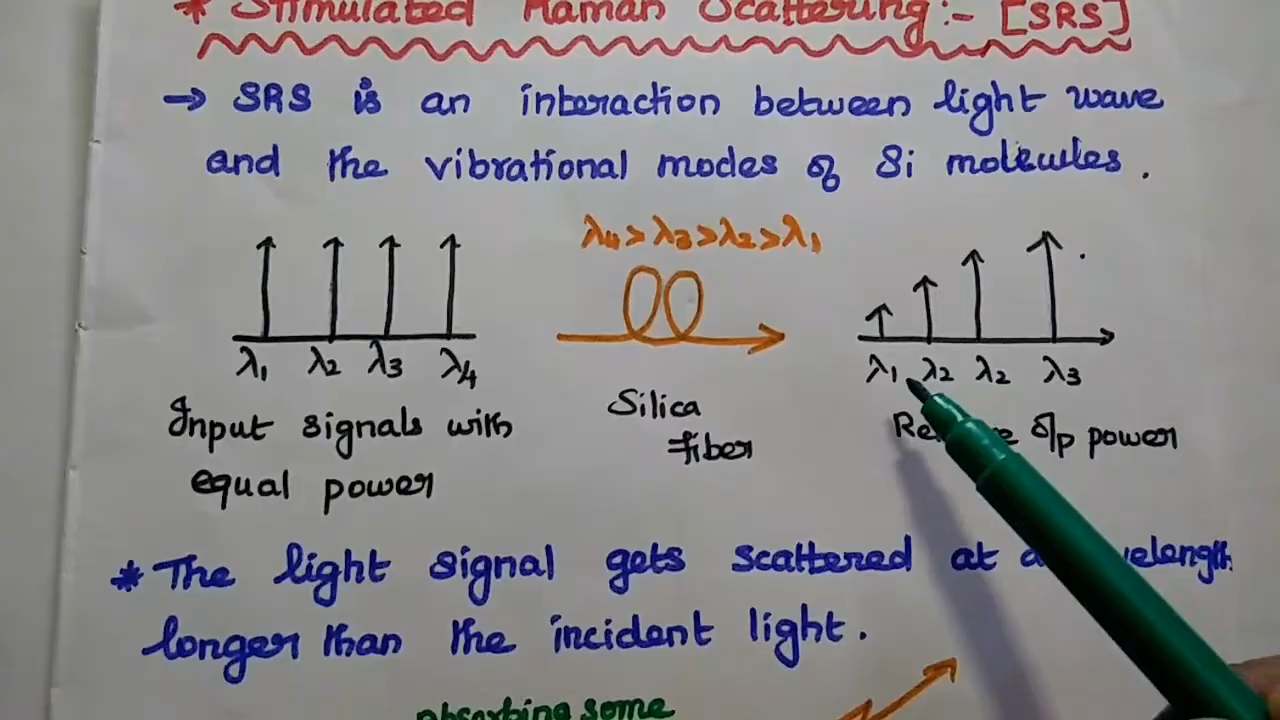 * Stimulated Raman Scattering:- [SRS]
→ SRS is an interaction between light wave
and the vibrational modes of Si molecules.
λ4>λ3>λ2>λ1
λ1 λ2 λ3 λ4
λ1 λ2 λ2 λ3
Input signals with
equal power
Silica
fiber
O/p power
* The light signal gets scattered at a
longer than the incident light.
absorbing some